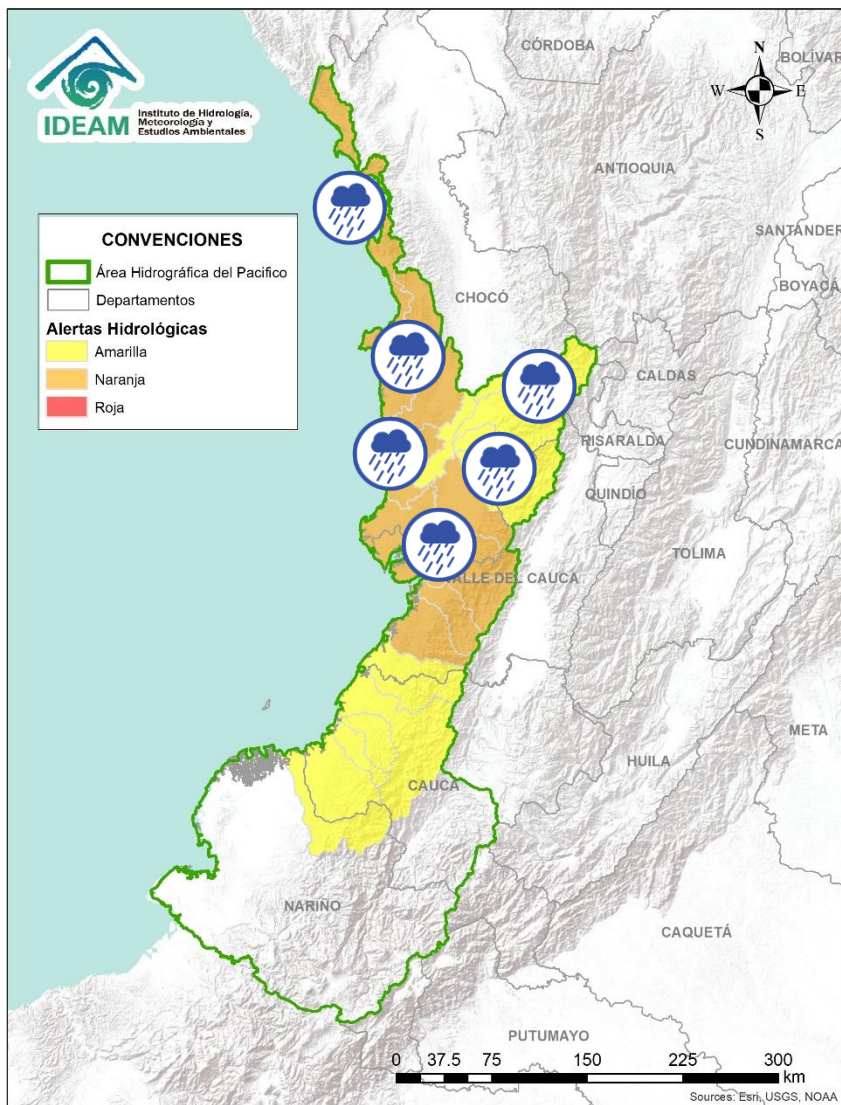 IDEAM
Instituto de Hidrología,
Meteorología y
Estudios Ambientales
N
W
E
S
CÓRDOBA
BOLÍVAR
ANTIOQUIA
SANTANDER
BOYACÁ
CHOCÓ
CALDAS
RISARALDA
CUNDINAMARCA
QUINDÍO
TOLIMA
VALLE DEL CAUCA
META
HUILA
CAUCA
NARIÑO
CAQUETÁ
PUTUMAYO
CONVENCIONES
Área Hidrográfica del Pacifico
Departamentos
Alertas Hidrológicas
Amarilla
Naranja
Roja
0 37.5 75 150 225 300
km
Sources: Esri, USGS, NOAA